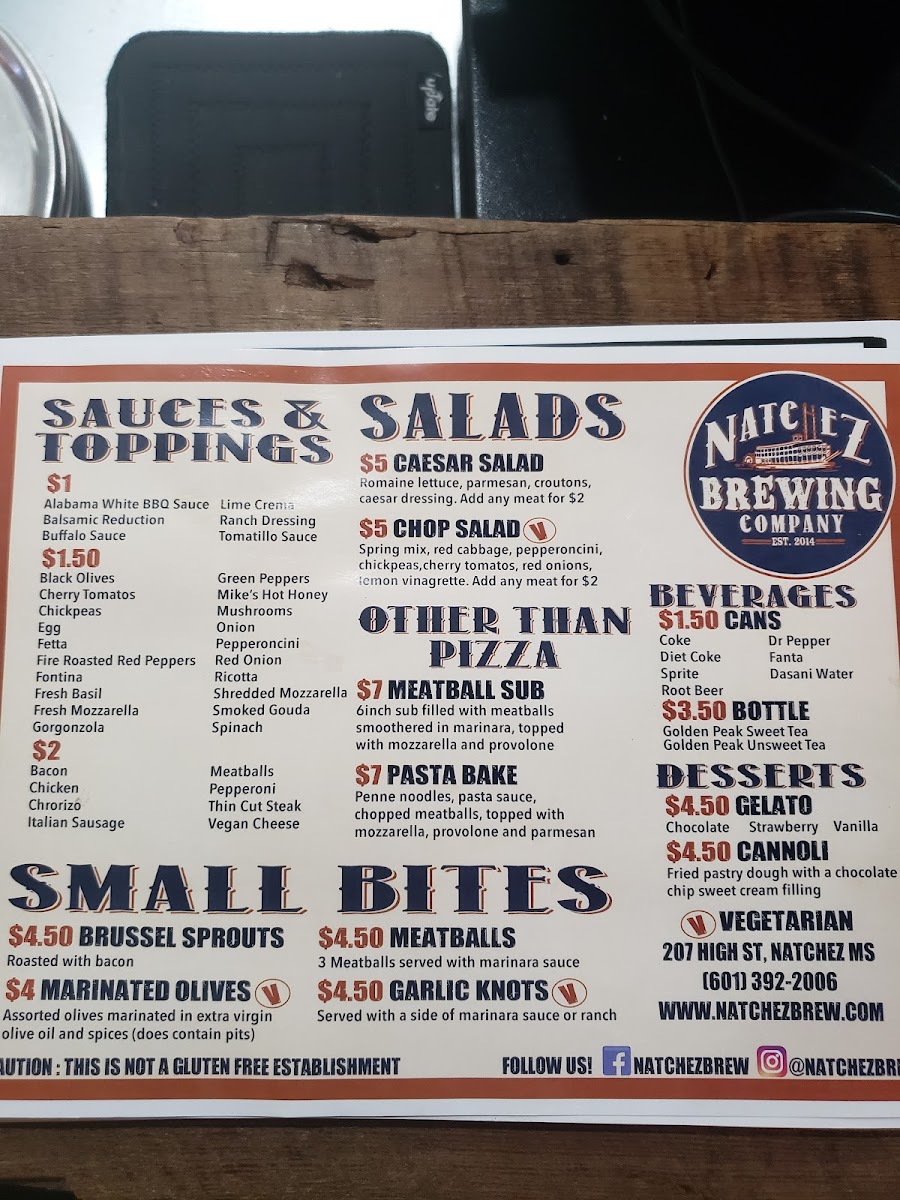 SAUCES &
TOPPINGS
$1
Alabama White BBQ Sauce
Balsamic Reduction
Buffalo Sauce
Lime Crema
Ranch Dressing
Tomatillo Sauce
$1.50
Black Olives
Cherry Tomatos
Chickpeas
Egg
Fetta
Fire Roasted Red Peppers
Fontina
Fresh Basil
Fresh Mozzarella
Gorgonzola
Green Peppers
Mike's Hot Honey
Mushrooms
Onion
Pepperoncini
Red Onion
Ricotta
Shredded Mozzarella
Smoked Gouda
Spinach
$2
Bacon
Chicken
Chrorizo
Italian Sausage
Meatballs
Pepperoni
Thin Cut Steak
Vegan Cheese
SALADS
$5 CAESAR SALAD
Romaine lettuce, parmesan, croutons,
caesar dressing. Add any meat for $2
$5 CHOP SALAD V
Spring mix, red cabbage, pepperoncini,
chickpeas,cherry tomatos, red onions,
lemon vinagrette. Add any meat for $2
OTHER THAN
PIZZA
$7 MEATBALL SUB
6inch sub filled with meatballs
smoothered in marinara, topped
with mozzarella and provolone
$7 PASTA BAKE
Penne noodles, pasta sauce,
chopped meatballs, topped with
mozzarella, provolone and parmesan
NATCHEZ
BREWING
COMPANY
EST. 2014
BEVERAGES
$1.50 CANS
Coke
Diet Coke
Sprite
Root Beer
Dr Pepper
Fanta
Dasani Water
$3.50 BOTTLE
Golden Peak Sweet Tea
Golden Peak Unsweet Tea
DESSERTS
$4.50 GELATO
Chocolate Strawberry Vanilla
$4.50 CANNOLI
Fried pastry dough with a chocolate
chip sweet cream filling
V VEGETARIAN
207 HIGH ST, NATCHEZ MS
(601) 392-2006
WWW.NATCHEZBREW.COM
SMALL BITES
$4.50 BRUSSEL SPROUTS
Roasted with bacon
$4 MARINATED OLIVES V
Assorted olives marinated in extra virgin
olive oil and spices (does contain pits)
$4.50 MEATBALLS
3 Meatballs served with marinara sauce
$4.50 GARLIC KNOTS V
Served with a side of marinara sauce or ranch
AUTION : THIS IS NOT A GLUTEN FREE ESTABLISHMENT
FOLLOW US! f NATCHEZBREW @NATCHEZBRE